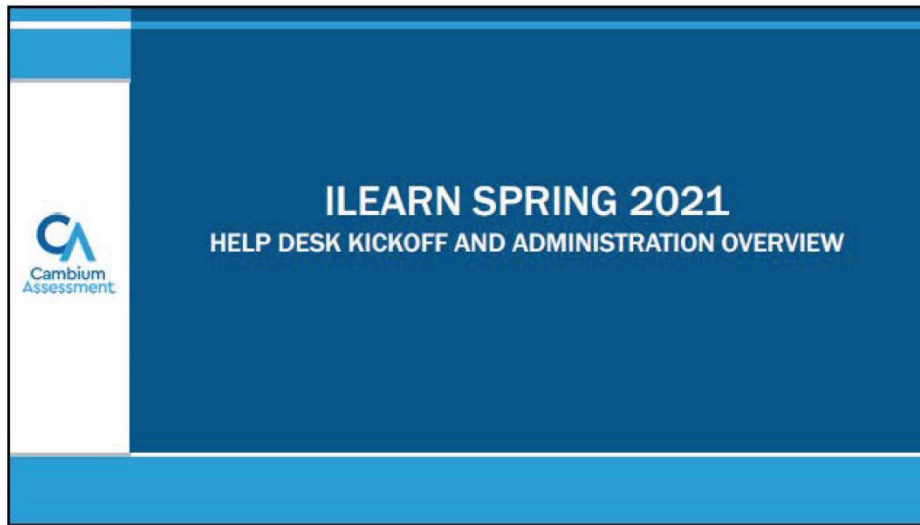 CA
Cambium
Assessment
ILEARN SPRING 2021
HELP DESK KICKOFF AND ADMINISTRATION OVERVIEW